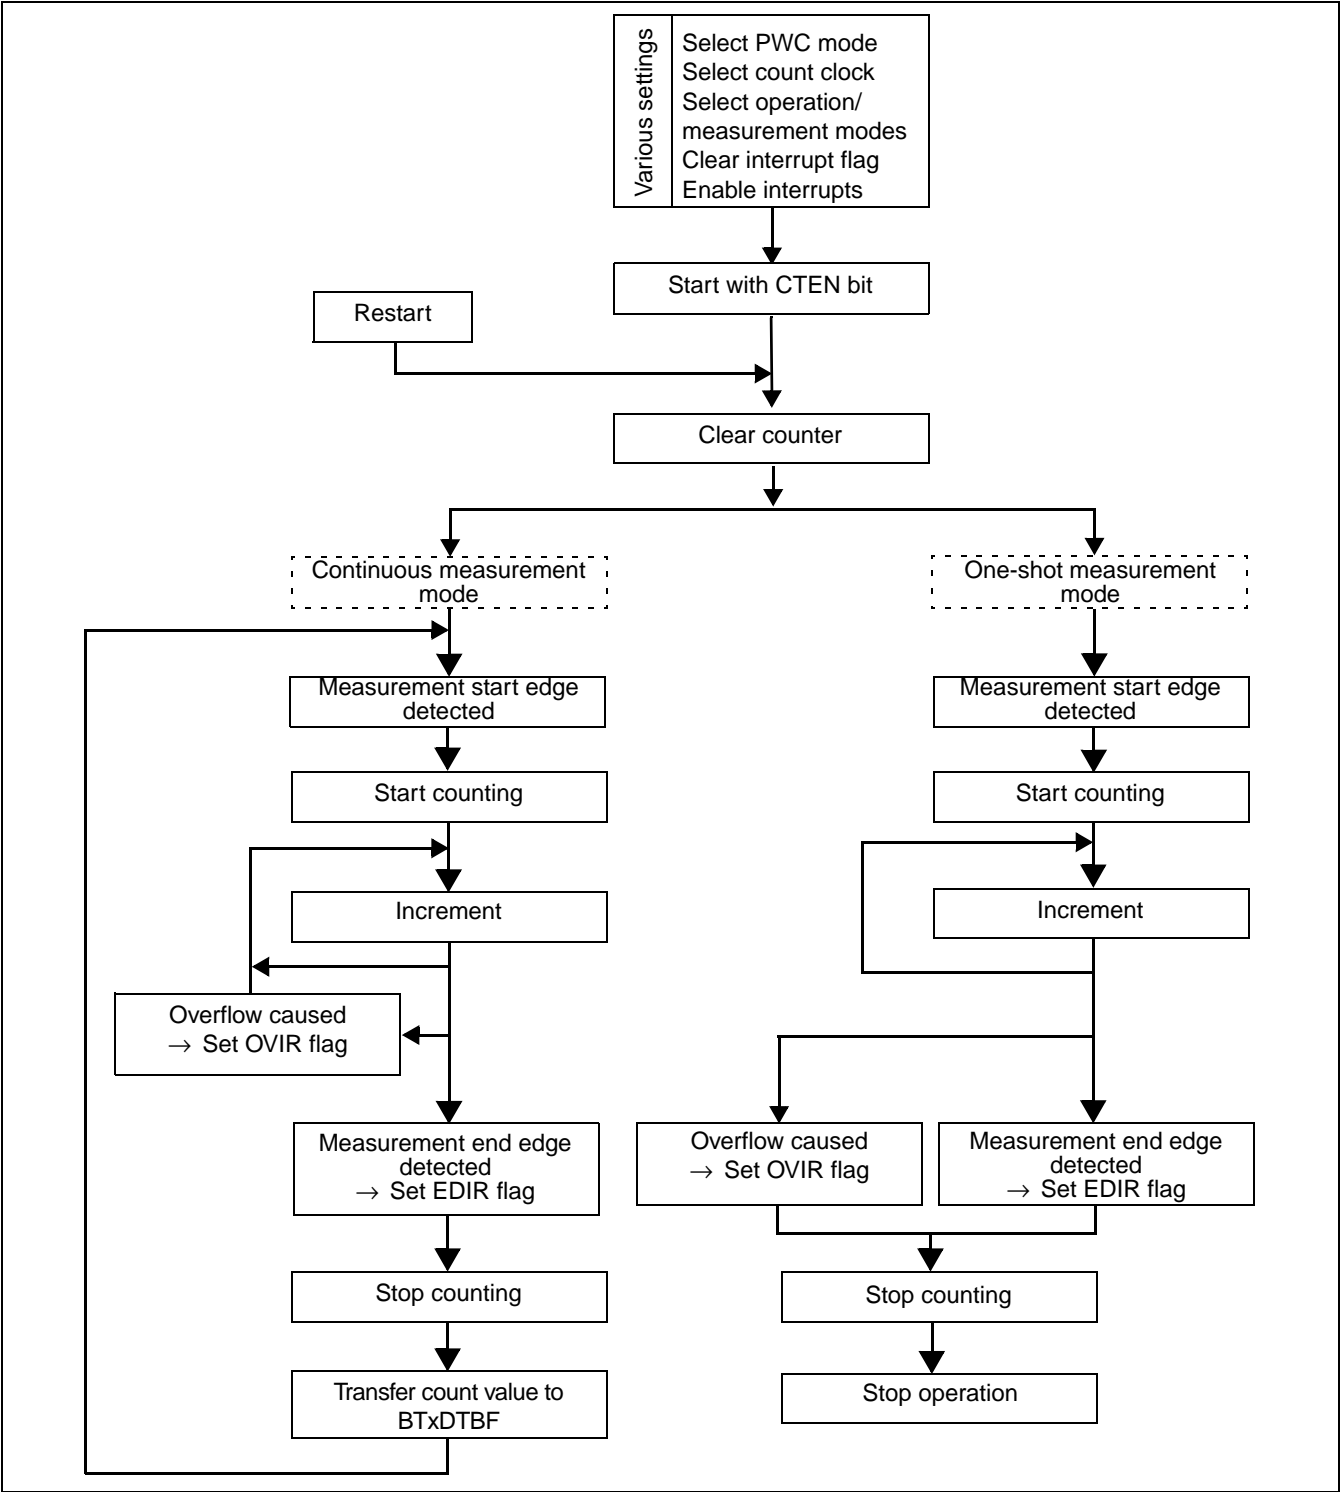 Various settings
Select PWC mode
Select count clock
Select operation/
measurement modes
Clear interrupt flag
Enable interrupts
Start with CTEN bit
Restart
Clear counter
Continuous measurement
mode
One-shot measurement
mode
Measurement start edge
detected
Measurement start edge
detected
Start counting
Start counting
Increment
Increment
Overflow caused
→ Set OVIR flag
Measurement end edge
detected
→ Set EDIR flag
Overflow caused
→ Set OVIR flag
Measurement end edge
detected
→ Set EDIR flag
Stop counting
Stop counting
Transfer count value to
BTxDTBF
Stop operation